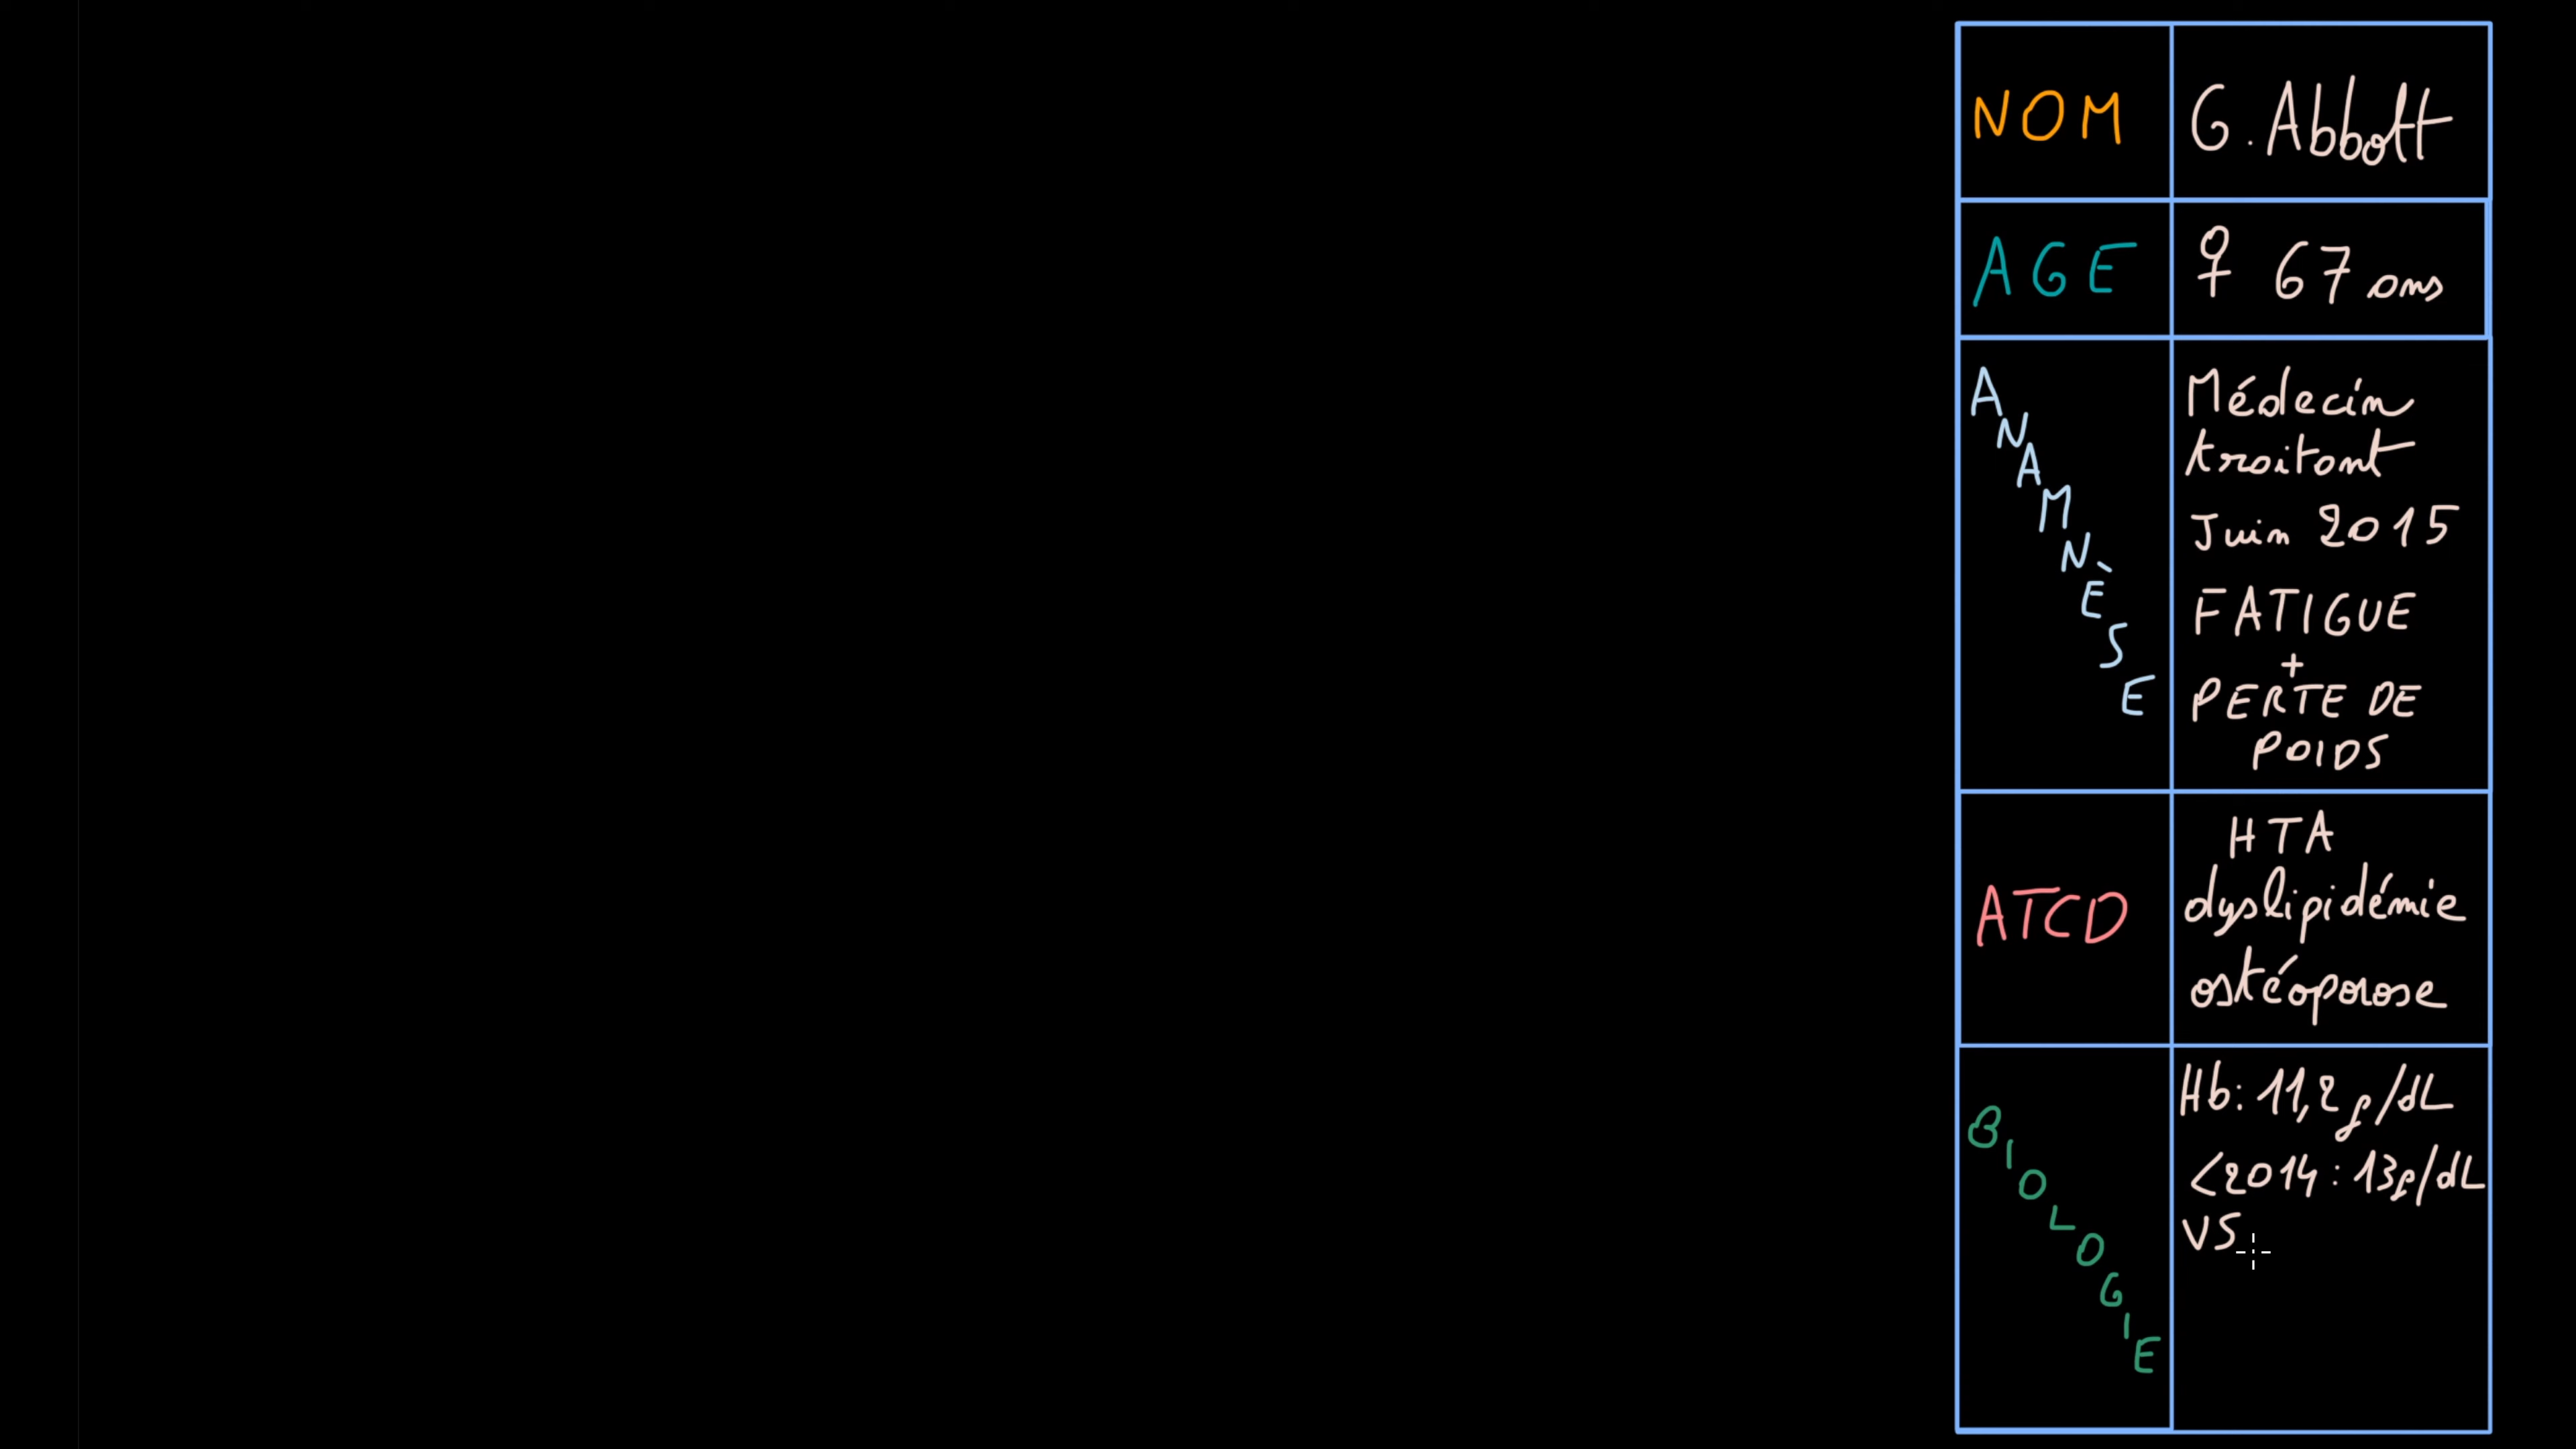 NOM
G. Abbott
AGE
♀ 67 ans
ANAMNÈSE
Médecin
traitant
Juin 2015
FATIGUE
+
PERTE DE
POIDS
ATCD
HTA
dyslipidémie
ostéoporose
BIOLOGIE
Hb: 11,2 g/dL
<2014: 13g/dL
VS